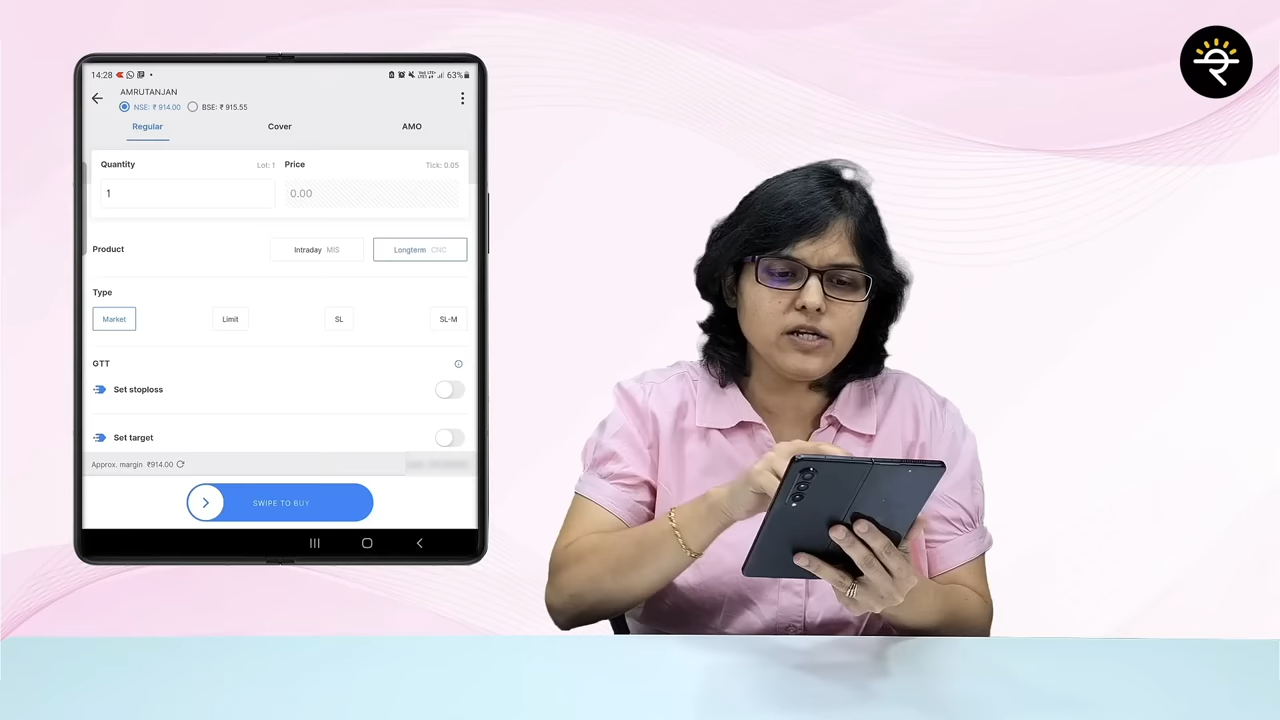 14:28 63%
AMRUTANJAN
NSE: ₹ 914.00 BSE: ₹ 915.55
Regular Cover AMO
Quantity Lot: 1 Price Tick: 0.05
1 0.00
Product Intraday MIS Longterm CNC
Type
Market Limit SL SL-M
GTT
Set stoploss
Set target
Approx. margin ₹914.00
SWIPE TO BUY